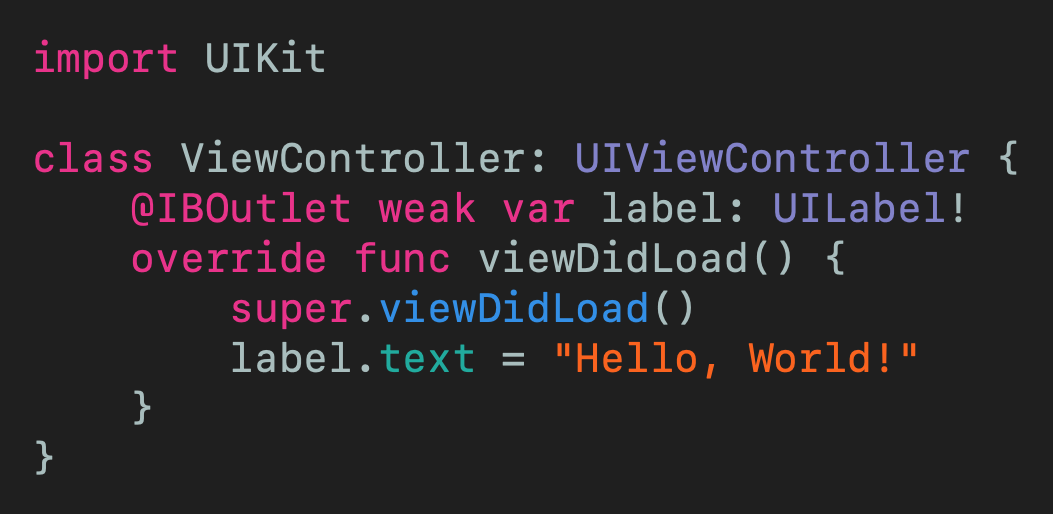 import UIKit

class ViewController: UIViewController {
    @IBOutlet weak var label: UILabel!
    override func viewDidLoad() {
        super.viewDidLoad()
        label.text = "Hello, World!"
    }
}